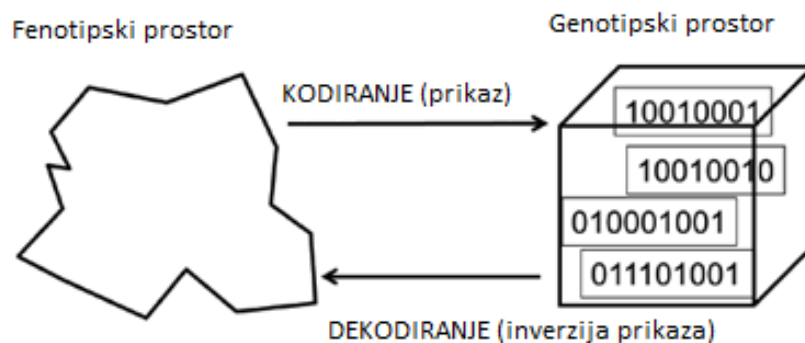 Fenotipski prostor
Genotipski prostor
KODIRANJE (prikaz)
10010001
10010010
010001001
011101001
DEKODIRANJE (inverzija prikaza)